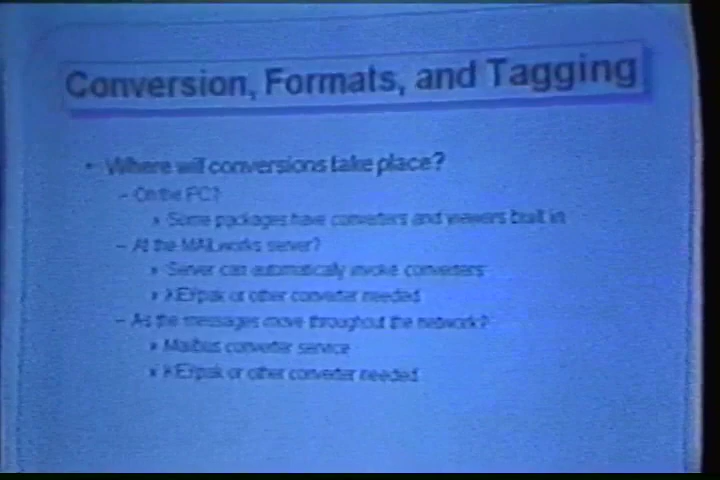 Conversion, Formats, and Tagging
• Where will conversions take place?
– On the PC?
» Some packages have converters and viewers built in
– At the MAILworks server?
» Server can automatically invoke converters
» or other converter needed
– As the messages move throughout the network?
» Mailbus converter service
» or other converter needed